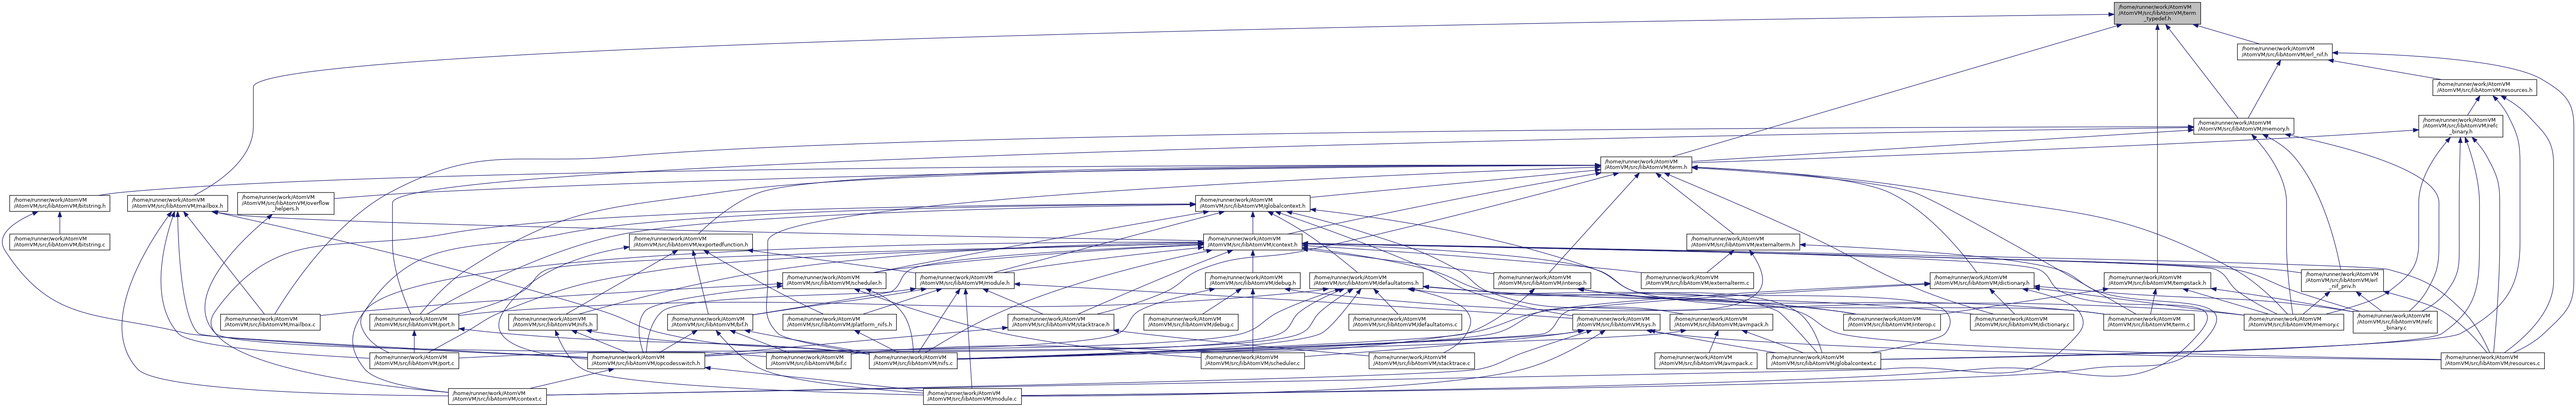 /home/runner/work/AtomVM
/AtomVM/src/libAtomVM/term
_typedef.h
/home/runner/work/AtomVM
/AtomVM/src/libAtomVM/erl_nif.h
/home/runner/work/AtomVM
/AtomVM/src/libAtomVM/resources.h
/home/runner/work/AtomVM
/AtomVM/src/libAtomVM/memory.h
/home/runner/work/AtomVM
/AtomVM/src/libAtomVM/refc
_binary.h
/home/runner/work/AtomVM
/AtomVM/src/libAtomVM/term.h
/home/runner/work/AtomVM
/AtomVM/src/libAtomVM/bitstring.h
/home/runner/work/AtomVM
/AtomVM/src/libAtomVM/mailbox.h
/home/runner/work/AtomVM
/AtomVM/src/libAtomVM/overflow
_helpers.h
/home/runner/work/AtomVM
/AtomVM/src/libAtomVM/globalcontext.h
/home/runner/work/AtomVM
/AtomVM/src/libAtomVM/bitstring.c
/home/runner/work/AtomVM
/AtomVM/src/libAtomVM/exportedfunction.h
/home/runner/work/AtomVM
/AtomVM/src/libAtomVM/context.h
/home/runner/work/AtomVM
/AtomVM/src/libAtomVM/externalterm.h
/home/runner/work/AtomVM
/AtomVM/src/libAtomVM/scheduler.h
/home/runner/work/AtomVM
/AtomVM/src/libAtomVM/module.h
/home/runner/work/AtomVM
/AtomVM/src/libAtomVM/debug.h
/home/runner/work/AtomVM
/AtomVM/src/libAtomVM/defaultatoms.h
/home/runner/work/AtomVM
/AtomVM/src/libAtomVM/interop.h
/home/runner/work/AtomVM
/AtomVM/src/libAtomVM/externalterm.c
/home/runner/work/AtomVM
/AtomVM/src/libAtomVM/dictionary.h
/home/runner/work/AtomVM
/AtomVM/src/libAtomVM/tempstack.h
/home/runner/work/AtomVM
/AtomVM/src/libAtomVM/erl
_nif_priv.h
/home/runner/work/AtomVM
/AtomVM/src/libAtomVM/mailbox.c
/home/runner/work/AtomVM
/AtomVM/src/libAtomVM/port.h
/home/runner/work/AtomVM
/AtomVM/src/libAtomVM/nifs.h
/home/runner/work/AtomVM
/AtomVM/src/libAtomVM/bif.h
/home/runner/work/AtomVM
/AtomVM/src/libAtomVM/platform_nifs.h
/home/runner/work/AtomVM
/AtomVM/src/libAtomVM/stacktrace.h
/home/runner/work/AtomVM
/AtomVM/src/libAtomVM/debug.c
/home/runner/work/AtomVM
/AtomVM/src/libAtomVM/defaultatoms.c
/home/runner/work/AtomVM
/AtomVM/src/libAtomVM/sys.h
/home/runner/work/AtomVM
/AtomVM/src/libAtomVM/avmpack.h
/home/runner/work/AtomVM
/AtomVM/src/libAtomVM/interop.c
/home/runner/work/AtomVM
/AtomVM/src/libAtomVM/dictionary.c
/home/runner/work/AtomVM
/AtomVM/src/libAtomVM/term.c
/home/runner/work/AtomVM
/AtomVM/src/libAtomVM/memory.c
/home/runner/work/AtomVM
/AtomVM/src/libAtomVM/refc
_binary.c
/home/runner/work/AtomVM
/AtomVM/src/libAtomVM/port.c
/home/runner/work/AtomVM
/AtomVM/src/libAtomVM/opcodesswitch.h
/home/runner/work/AtomVM
/AtomVM/src/libAtomVM/bif.c
/home/runner/work/AtomVM
/AtomVM/src/libAtomVM/nifs.c
/home/runner/work/AtomVM
/AtomVM/src/libAtomVM/scheduler.c
/home/runner/work/AtomVM
/AtomVM/src/libAtomVM/stacktrace.c
/home/runner/work/AtomVM
/AtomVM/src/libAtomVM/avmpack.c
/home/runner/work/AtomVM
/AtomVM/src/libAtomVM/globalcontext.c
/home/runner/work/AtomVM
/AtomVM/src/libAtomVM/resources.c
/home/runner/work/AtomVM
/AtomVM/src/libAtomVM/context.c
/home/runner/work/AtomVM
/AtomVM/src/libAtomVM/module.c